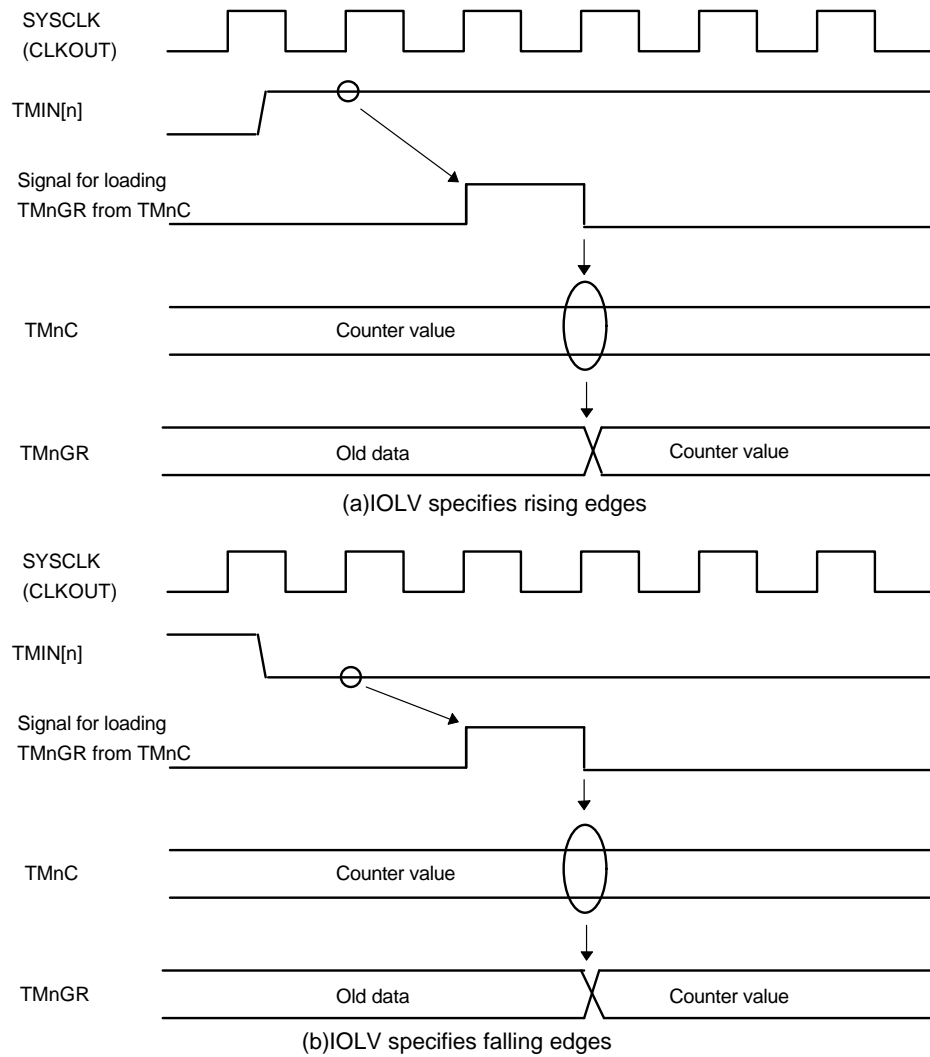 SYSCLK
(CLKOUT)
TMIN[n]
Signal for loading
TMnGR from TMnC
TMnC
Counter value
TMnGR
Old data
Counter value
(a)IOLV specifies rising edges
SYSCLK
(CLKOUT)
TMIN[n]
Signal for loading
TMnGR from TMnC
TMnC
Counter value
TMnGR
Old data
Counter value
(b)IOLV specifies falling edges